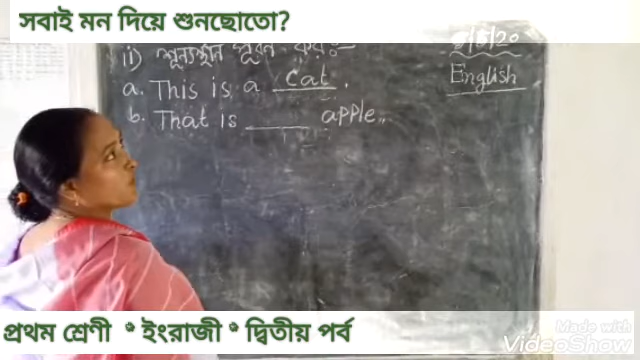 সবাই মন দিয়ে শুনছোতো?
ii) শূন্যস্থান পূরণ কর:-
English
a. This is a cat.
b. That is ______ apple.
প্রথম শ্রেণী * ইংরাজী * দ্বিতীয় পর্ব
Made with
VideoShow